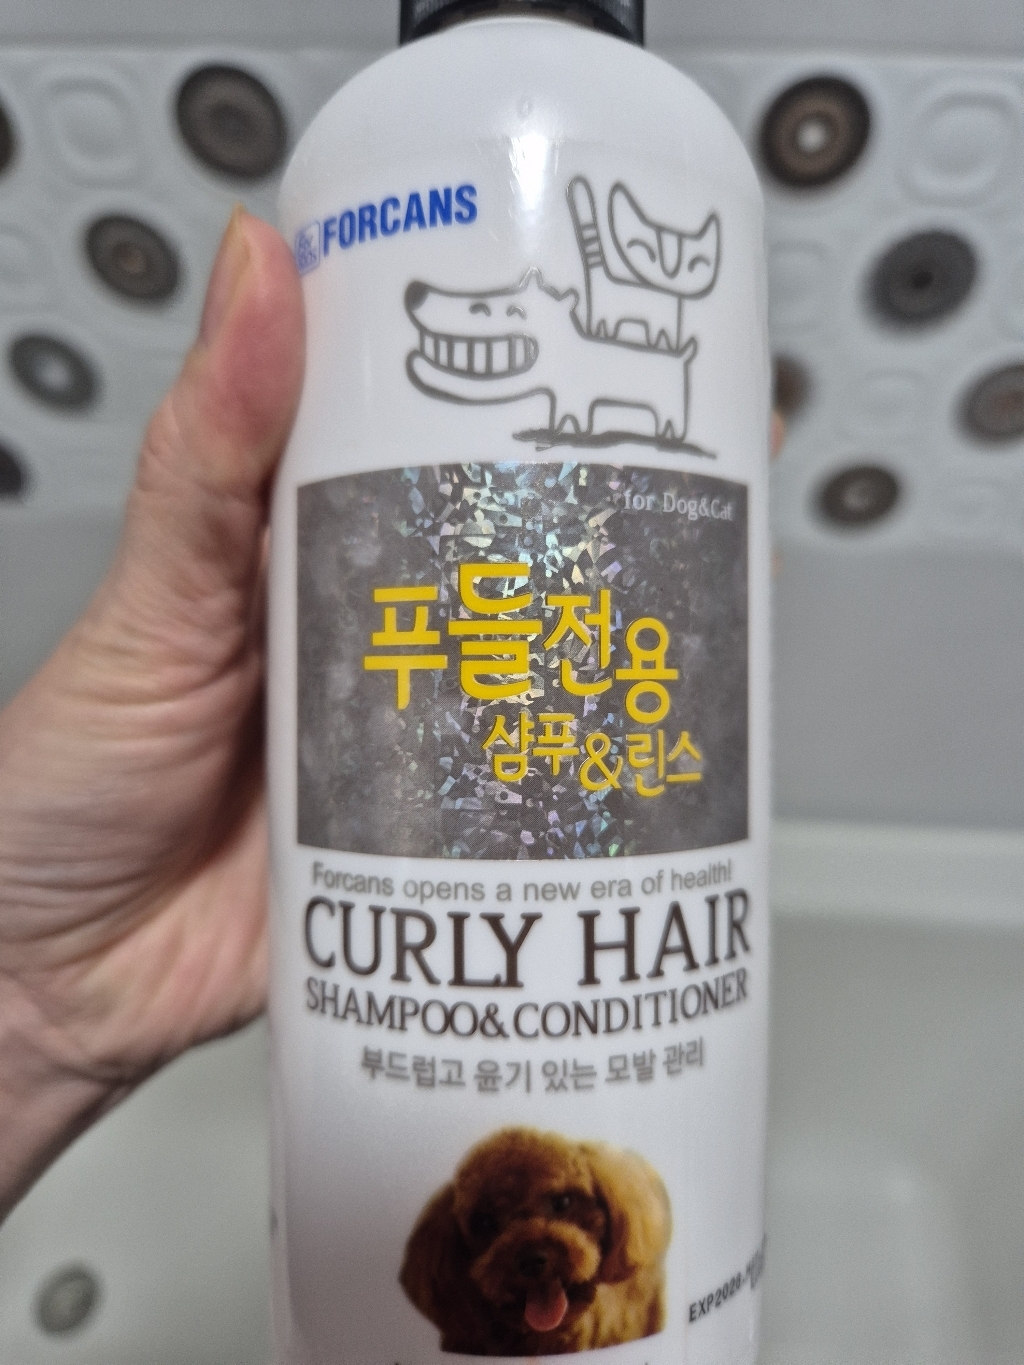 FORCANS
for Dog&Cat
푸들전용
샴푸&린스
Forcans opens a new era of health!
CURLY HAIR
SHAMPOO&CONDITIONER
부드럽고 윤기 있는 모발 관리